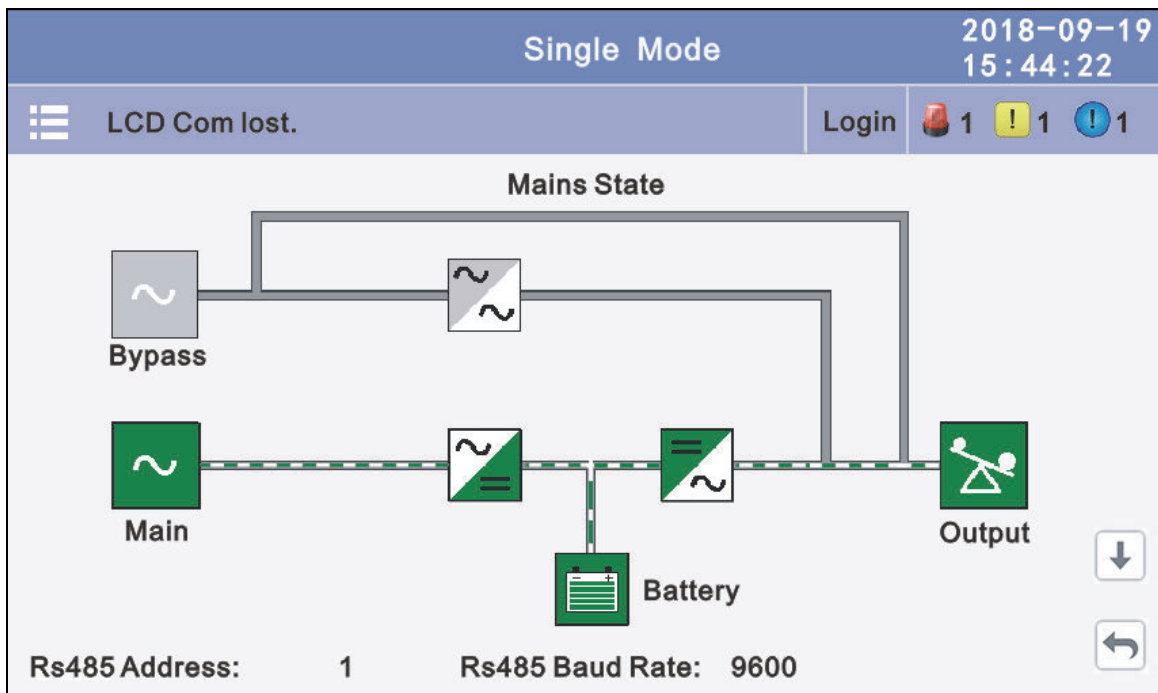 Single Mode
2018-09-19
15:44:22
LCD Com lost.
Login
1
! 1
! 1
Mains State
Bypass
Main
Output
Battery
Rs485 Address: 1
Rs485 Baud Rate: 9600